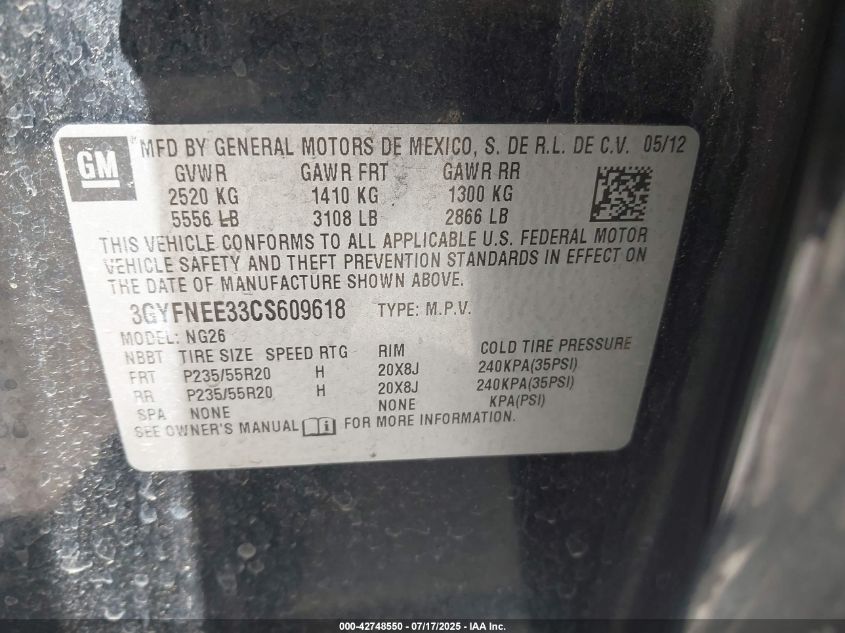 GM MFD BY GENERAL MOTORS DE MEXICO, S. DE R.L. DE C.V. 05/12
GVWR GAWR FRT GAWR RR
2520 KG 1410 KG 1300 KG
5556 LB 3108 LB 2866 LB
THIS VEHICLE CONFORMS TO ALL APPLICABLE U.S. FEDERAL MOTOR
VEHICLE SAFETY AND THEFT PREVENTION STANDARDS IN EFFECT ON
THE DATE OF MANUFACTURE SHOWN ABOVE.
3GYFNEE33CS609618 TYPE: M.P.V.
MODEL: NG26
NBBT TIRE SIZE SPEED RTG RIM COLD TIRE PRESSURE
FRT P235/55R20 H 20X8J 240KPA(35PSI)
RR P235/55R20 H 20X8J 240KPA(35PSI)
SPA NONE NONE KPA(PSI)
SEE OWNER'S MANUAL FOR MORE INFORMATION.
000-42748550 - 07/17/2025 - IAA Inc.